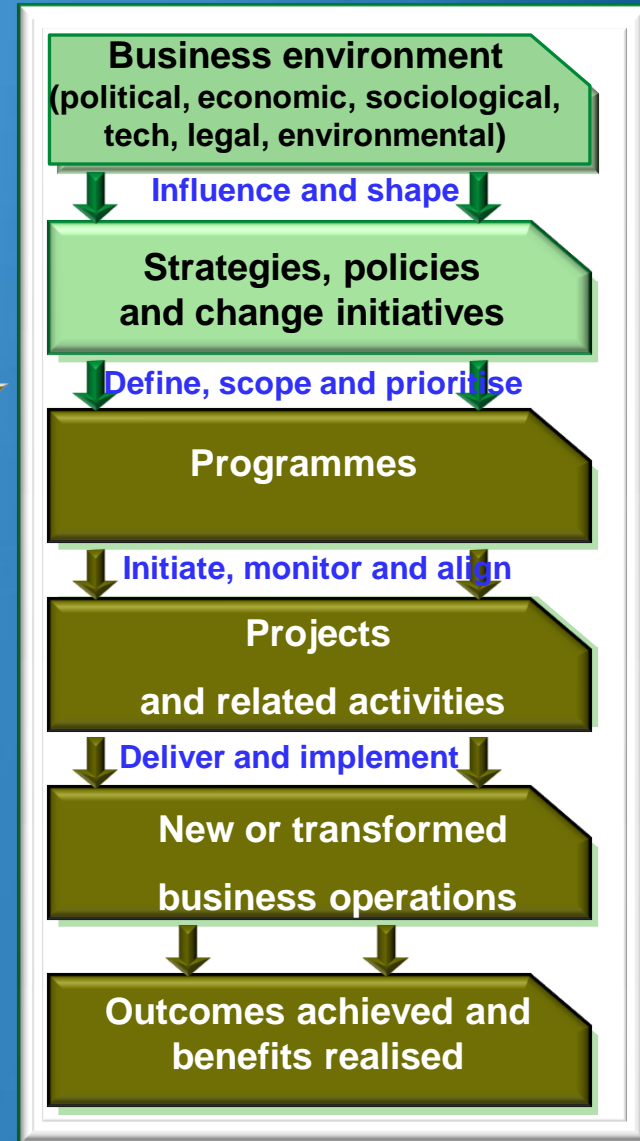 Business environment
(political, economic, sociological,
tech, legal, environmental)
Influence and shape
Strategies, policies
and change initiatives
Define, scope and prioritise
Programmes
Initiate, monitor and align
Projects
and related activities
Deliver and implement
New or transformed
business operations
Outcomes achieved and
benefits realised